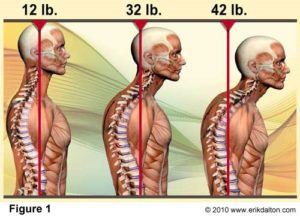 12 lb. 32 lb. 42 lb.
Figure 1 © 2010 www.erikdalton.com